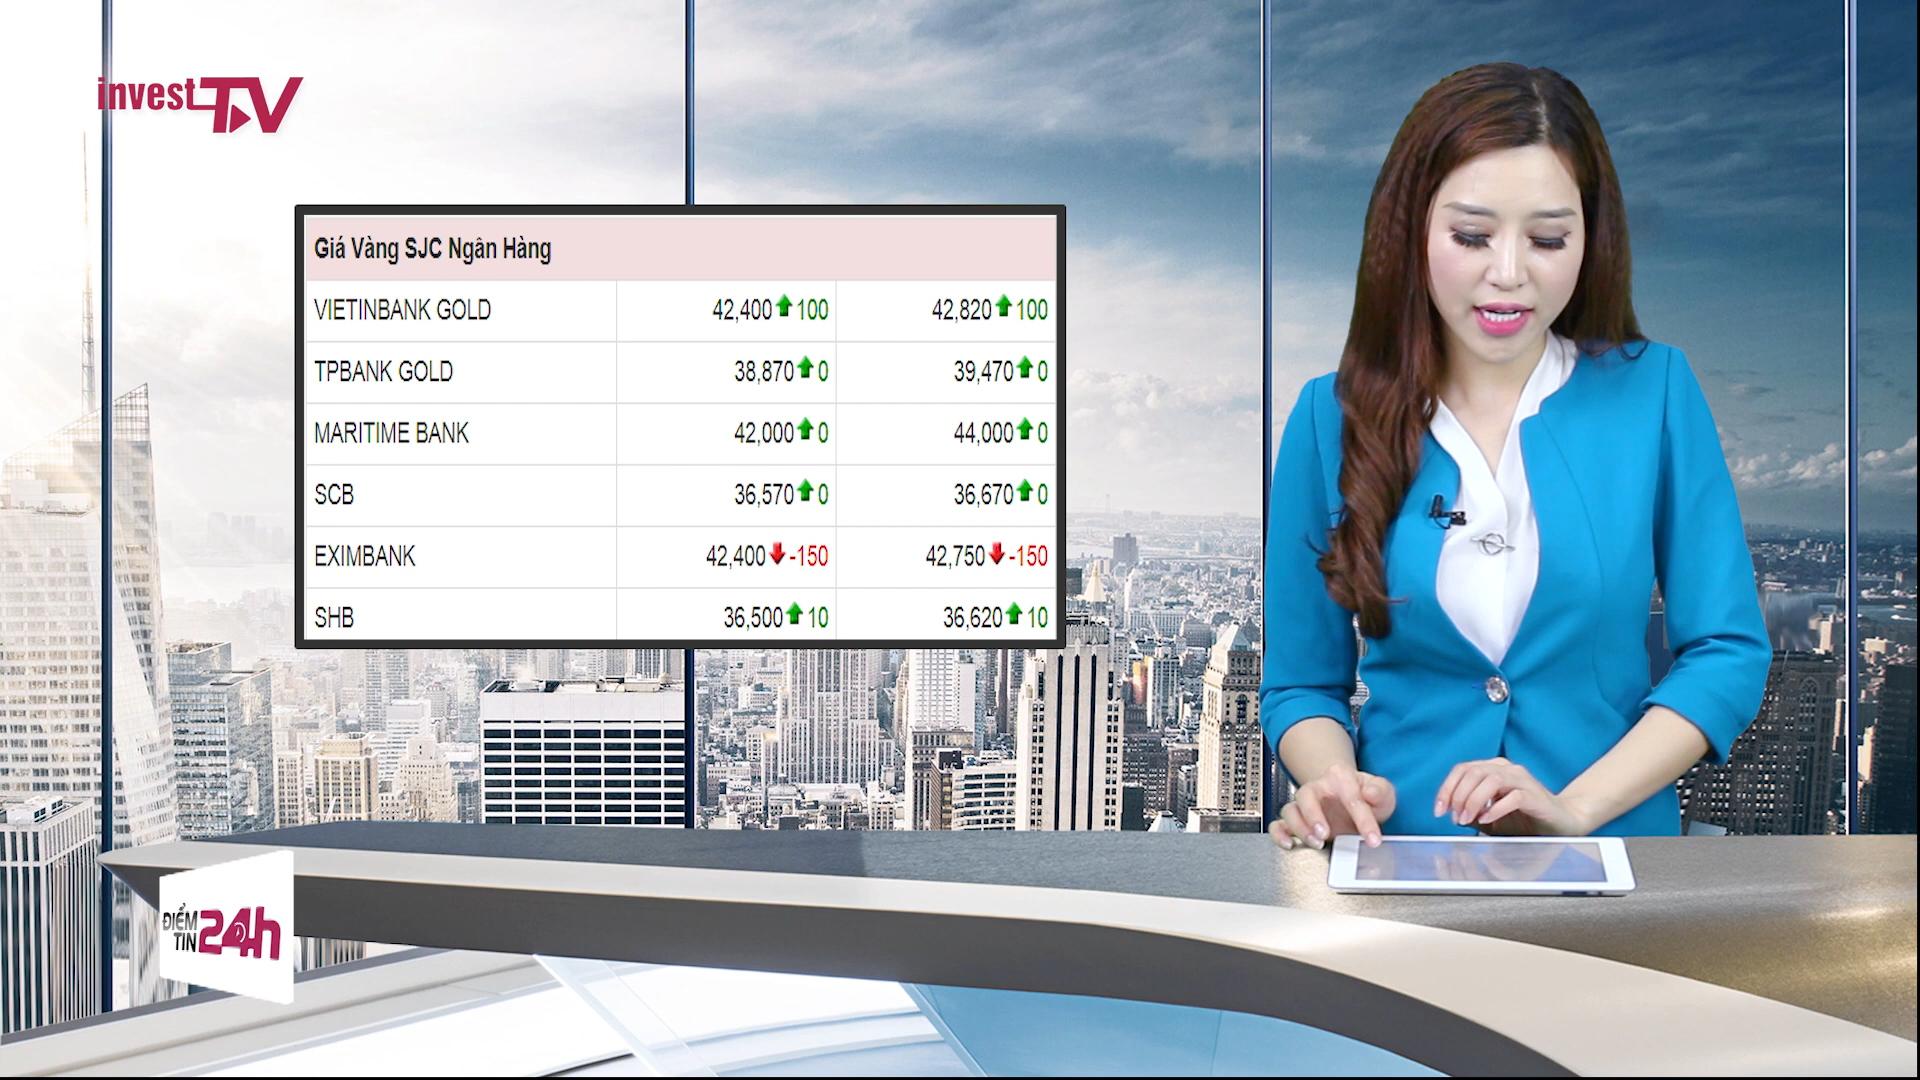 invest TV
Giá Vàng SJC Ngân Hàng
VIETINBANK GOLD 42,400 100 42,820 100
TPBANK GOLD 38,870 0 39,470 0
MARITIME BANK 42,000 0 44,000 0
SCB 36,570 0 36,670 0
EXIMBANK 42,400 -150 42,750 -150
SHB 36,500 10 36,620 10
ĐIỂM
TIN 24h